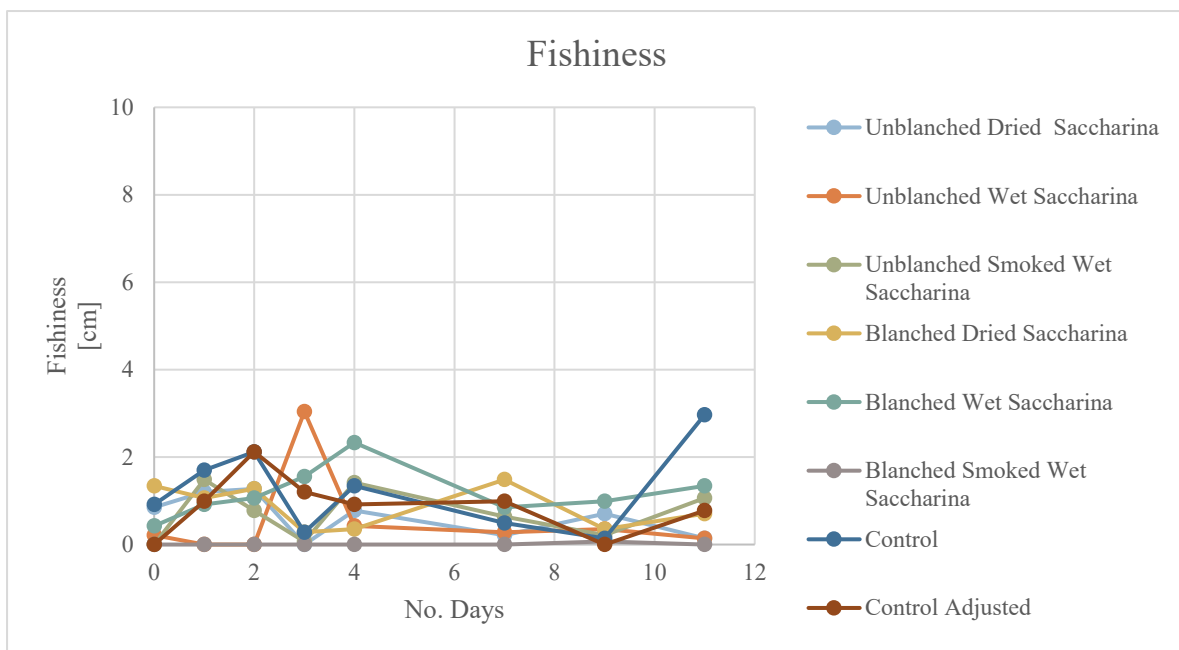 Fishiness
10
8
6
4
2
0
Fishiness
[cm]
0 2 4 6 8 10 12
No. Days
Unblanched Dried  Saccharina
Unblanched Wet Saccharina
Unblanched Smoked Wet
Saccharina
Blanched Dried Saccharina
Blanched Wet Saccharina
Blanched Smoked Wet
Saccharina
Control
Control Adjusted